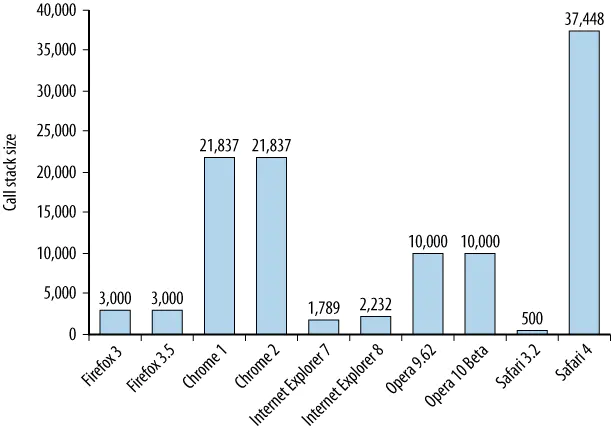 37,448
40,000
35,000
30,000
25,000
21,837 21,837
20,000
15,000
10,000 10,000
10,000
5,000
3,000 3,000
1,789
2,232
500
0
Call stack size
Firefox 3
Firefox 3.5
Chrome 1
Chrome 2
Internet Explorer 7
Internet Explorer 8
Opera 9.62
Opera 10 Beta
Safari 3.2
Safari 4